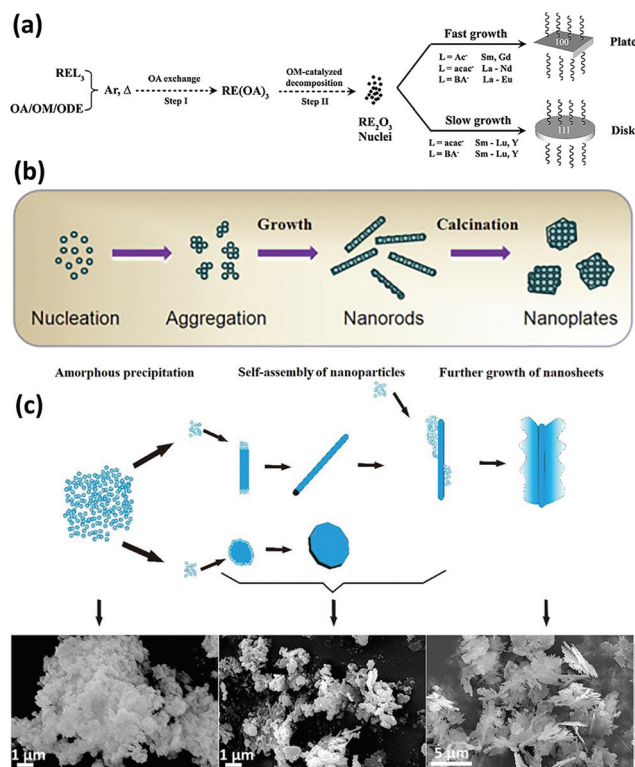 (a)
REL₃
OA/OM/ODE
Ar, Δ
OA exchange
Step I
RE(OA)₃
OM-catalyzed
decomposition
Step II
RE₂O₃
Nuclei
Fast growth
L = Ac⁻ Sm, Gd
L = acac⁻ La - Nd
L = BA⁻ La - Eu
100
Plate
Slow growth
L = acac⁻ Sm - Lu, Y
L = BA⁻ Sm - Lu, Y
111
Disk
(b)
Growth
Calcination
Nucleation
Aggregation
Nanorods
Nanoplates
Amorphous precipitation
Self-assembly of nanoparticles
Further growth of nanosheets
(c)
1 μm
1 μm
5 μm